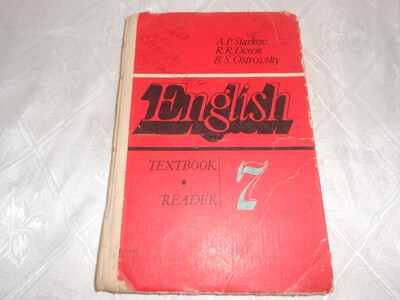 A.P. Starkov
R.R. Dixon
B.S. Ostrovsky
English
TEXTBOOK
READER
7